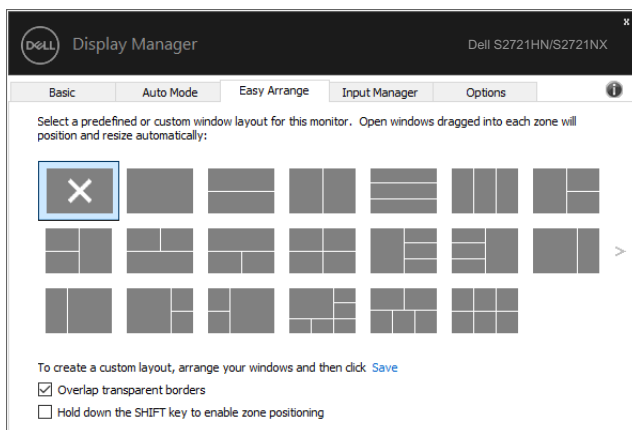 DELL Display Manager Dell S2721HN/S2721NX x
Basic Auto Mode Easy Arrange Input Manager Options
Select a predefined or custom window layout for this monitor. Open windows dragged into each zone will
position and resize automatically:
To create a custom layout, arrange your windows and then click Save
Overlap transparent borders
Hold down the SHIFT key to enable zone positioning